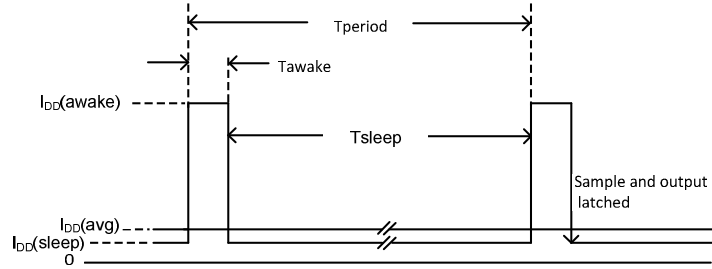 Tperiod
Tawake
IDD(awake)
Tsleep
Sample and output
latched
IDD(avg)
IDD(sleep)
0